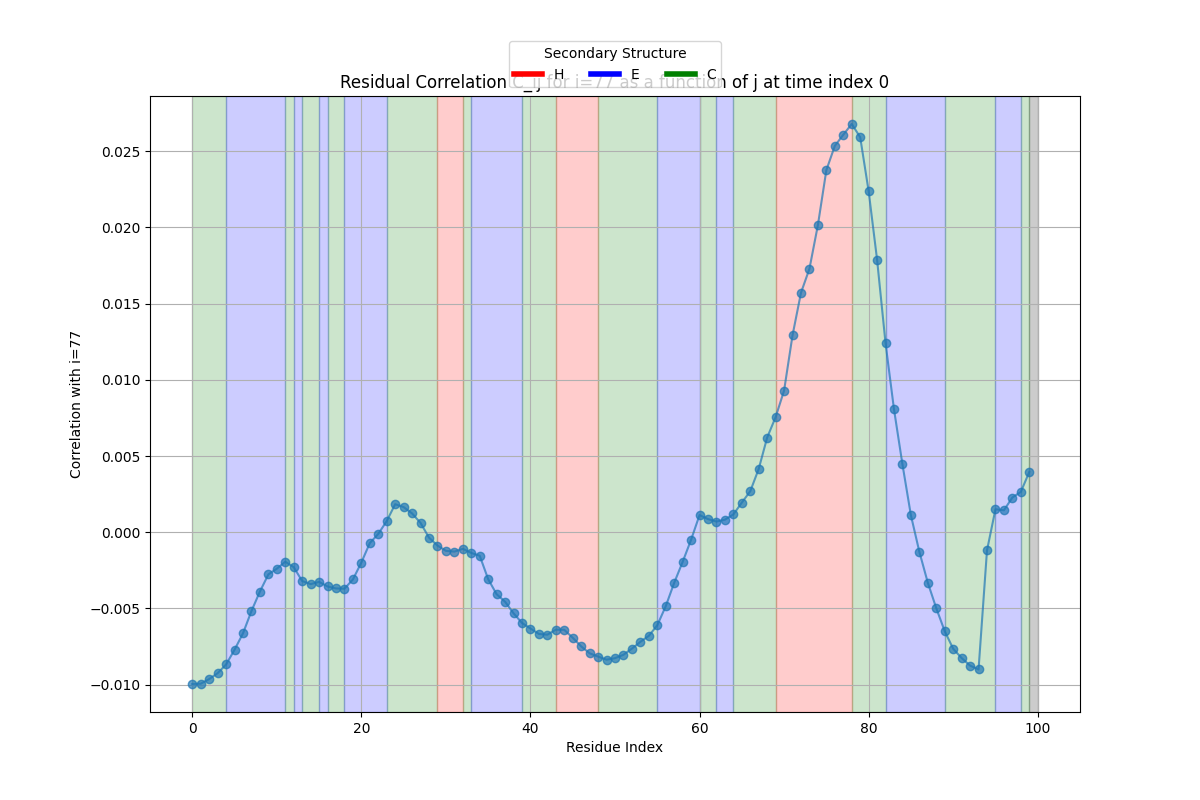 Secondary Structure
H E C
Residual Correlation C_ij for i=77 as a function of j at time index 0
0.025
0.020
0.015
0.010
0.005
0.000
−0.005
−0.010
Correlation with i=77
0 20 40 60 80 100
Residue Index